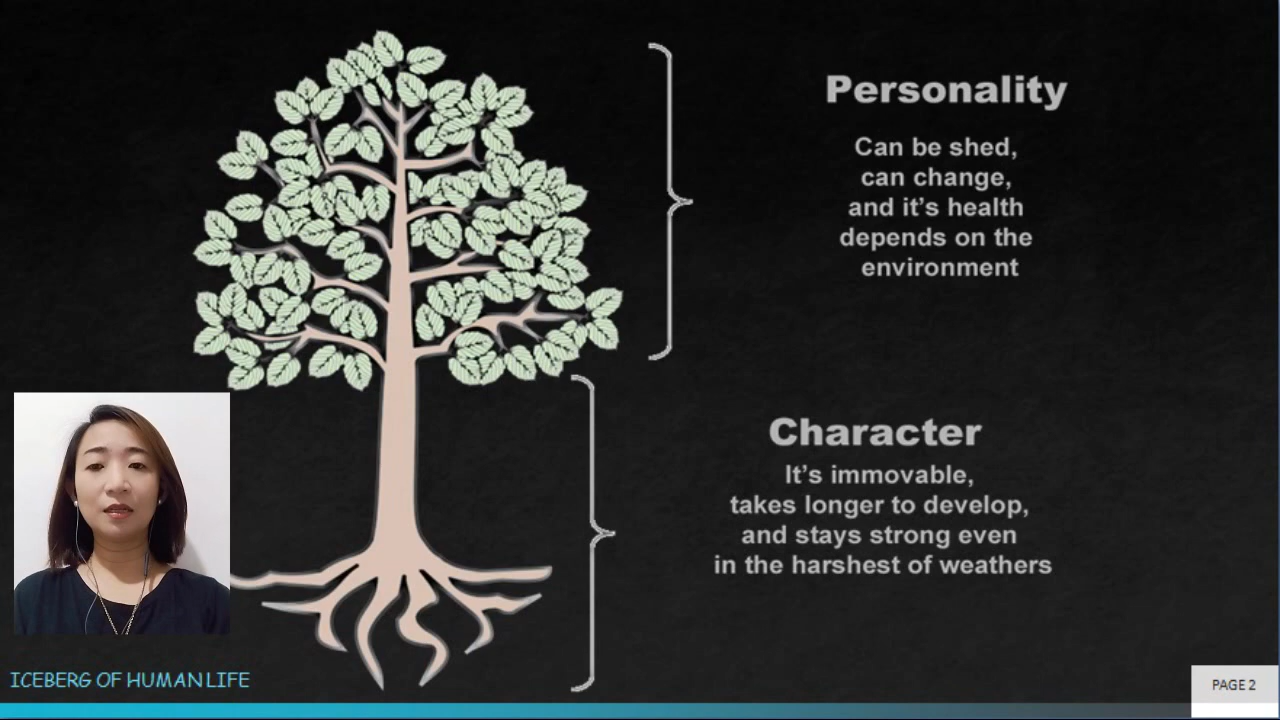 Personality
Can be shed,
can change,
and it's health
depends on the
environment
Character
It's immovable,
takes longer to develop,
and stays strong even
in the harshest of weathers
ICEBERG OF HUMAN LIFE
PAGE 2